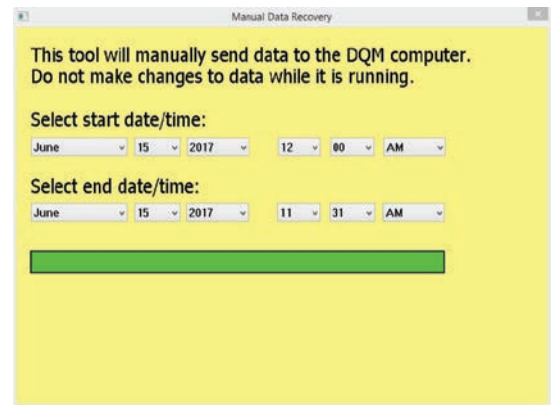 Manual Data Recovery
This tool will manually send data to the DQM computer.
Do not make changes to data while it is running.
Select start date/time:
June 15 2017 12 00 AM
Select end date/time:
June 15 2017 11 31 AM